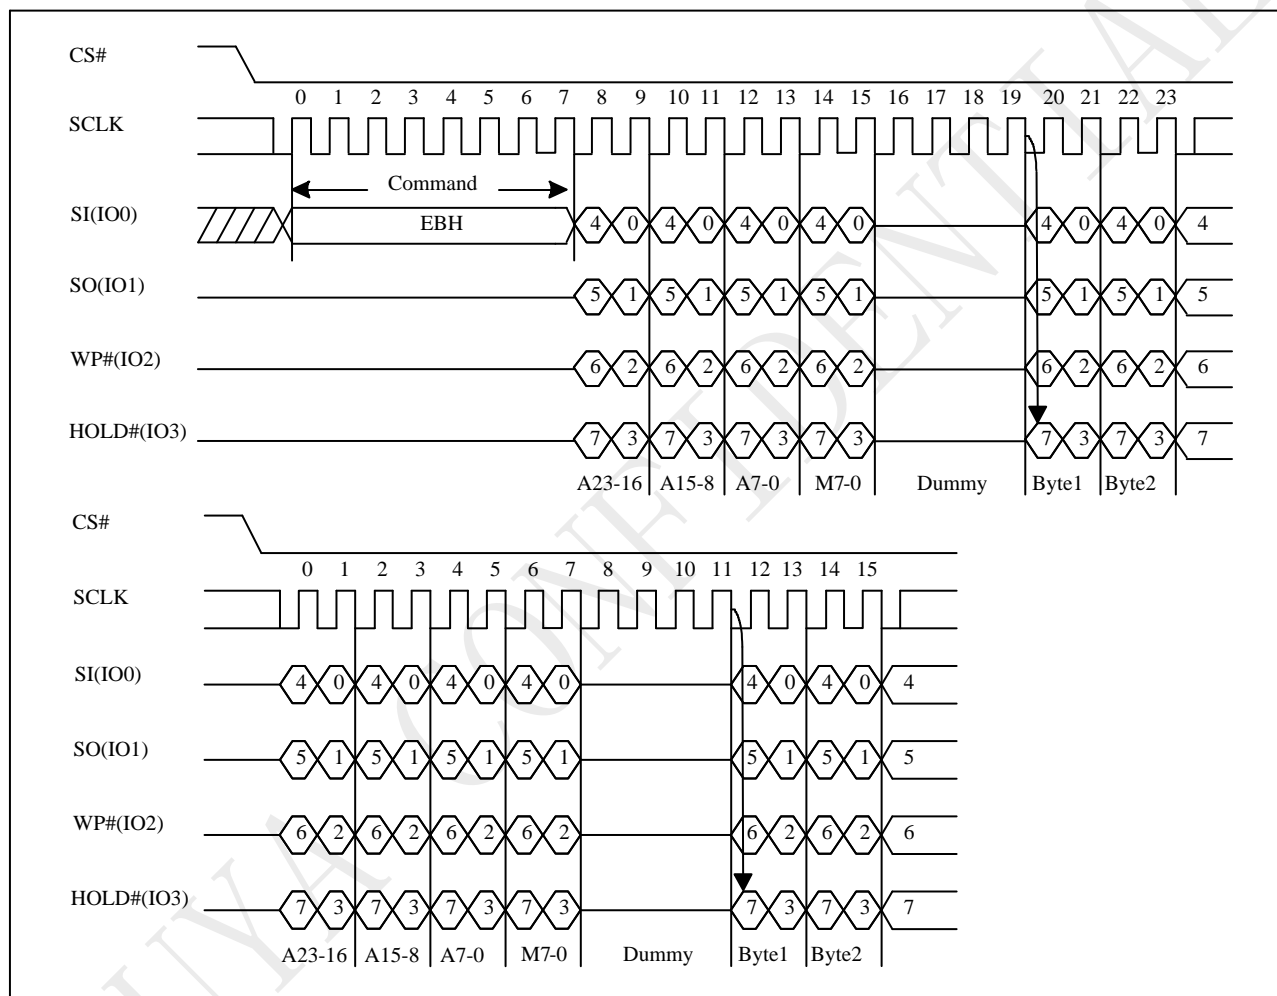 CS#
0 1 2 3 4 5 6 7 8 9 10 11 12 13 14 15 16 17 18 19 20 21 22 23
SCLK
Command
SI(IO0) EBH 4 0 4 0 4 0 4 0 4 0 4 0 4
SO(IO1) 5 1 5 1 5 1 5 1 5 1 5 1 5
WP#(IO2) 6 2 6 2 6 2 6 2 6 2 6 2 6
HOLD#(IO3) 7 3 7 3 7 3 7 3 7 3 7 3 7
A23-16 A15-8 A7-0 M7-0 Dummy Byte1 Byte2
CS#
0 1 2 3 4 5 6 7 8 9 10 11 12 13 14 15
SCLK
SI(IO0) 4 0 4 0 4 0 4 0 4 0 4 0 4
SO(IO1) 5 1 5 1 5 1 5 1 5 1 5 1 5
WP#(IO2) 6 2 6 2 6 2 6 2 6 2 6 2 6
HOLD#(IO3) 7 3 7 3 7 3 7 3 7 3 7 3 7
A23-16 A15-8 A7-0 M7-0 Dummy Byte1 Byte2
CONFIDENTIAL